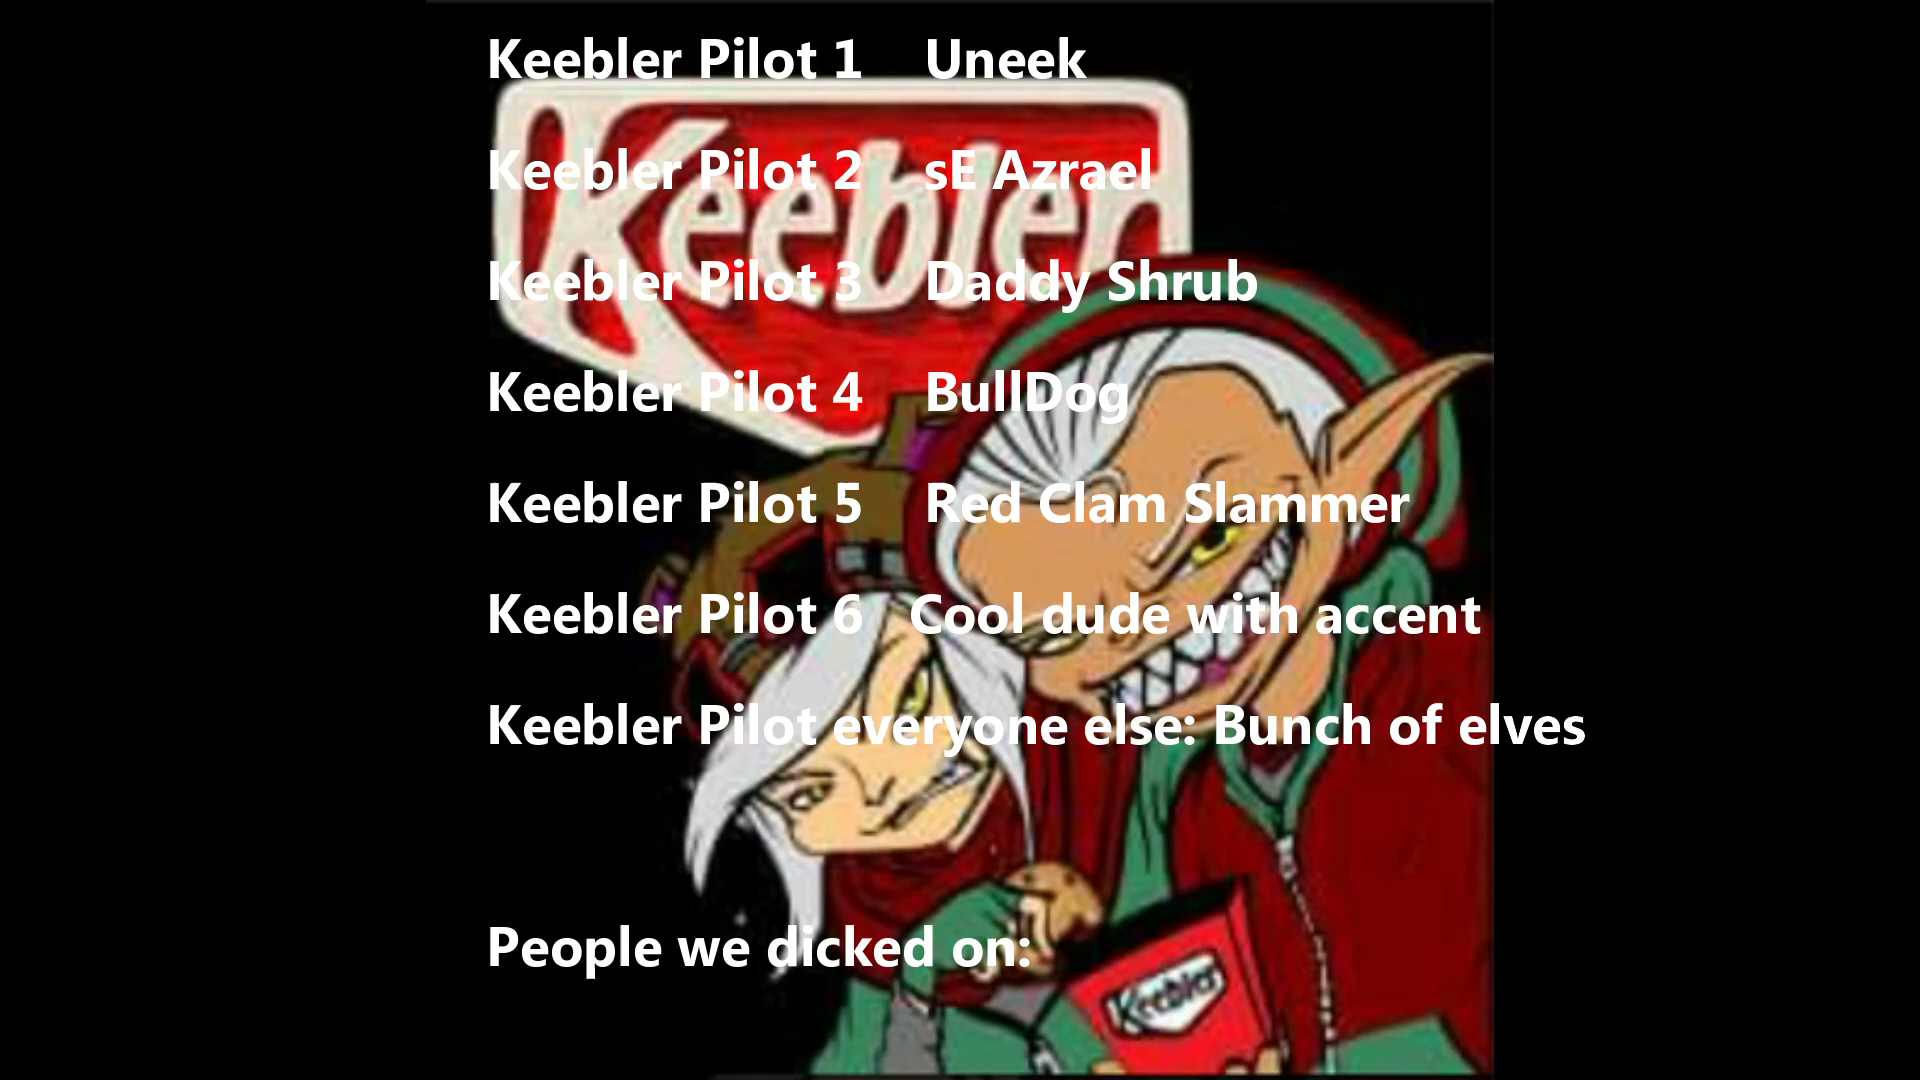 Keebler Pilot 1 Uneek
Keebler
Keebler Pilot 2 sE Azrael
Keebler Pilot 3 Daddy Shrub
Keebler Pilot 4 BullDog
Keebler Pilot 5 Red Clam Slammer
Keebler Pilot 6 Cool dude with accent
Keebler Pilot everyone else: Bunch of elves
People we dicked on:
Keebler